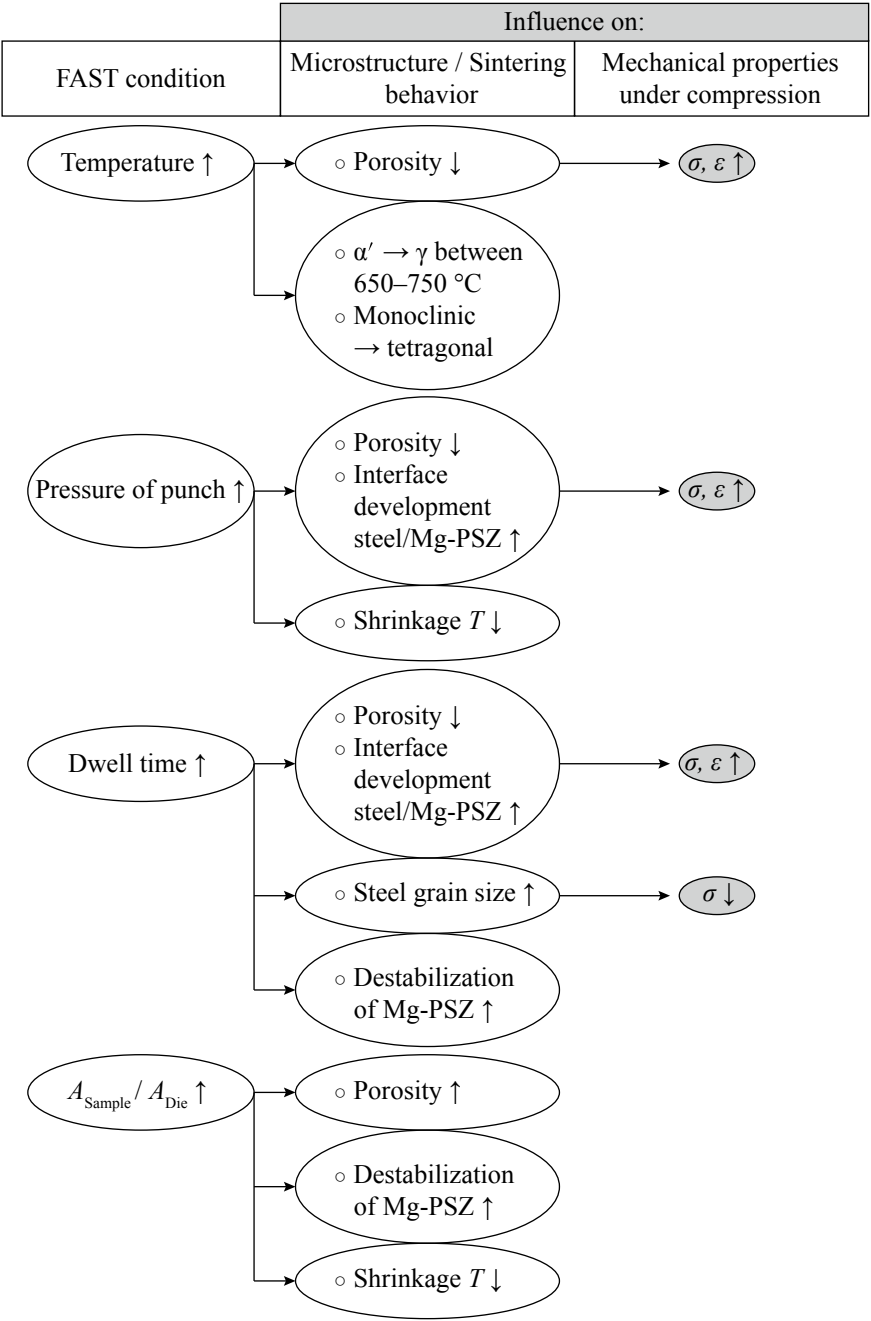 Influence on:
FAST condition
Microstructure / Sintering
behavior
Mechanical properties
under compression
Temperature ↑
○ Porosity ↓
σ, ε ↑
○ α′ → γ between
650–750 °C
○ Monoclinic
→ tetragonal
Pressure of punch ↑
○ Porosity ↓
○ Interface
development
steel/Mg-PSZ ↑
σ, ε ↑
○ Shrinkage T ↓
Dwell time ↑
○ Porosity ↓
○ Interface
development
steel/Mg-PSZ ↑
σ, ε ↑
○ Steel grain size ↑
σ ↓
○ Destabilization
of Mg-PSZ ↑
A Sample / A Die ↑
○ Porosity ↑
○ Destabilization
of Mg-PSZ ↑
○ Shrinkage T ↓